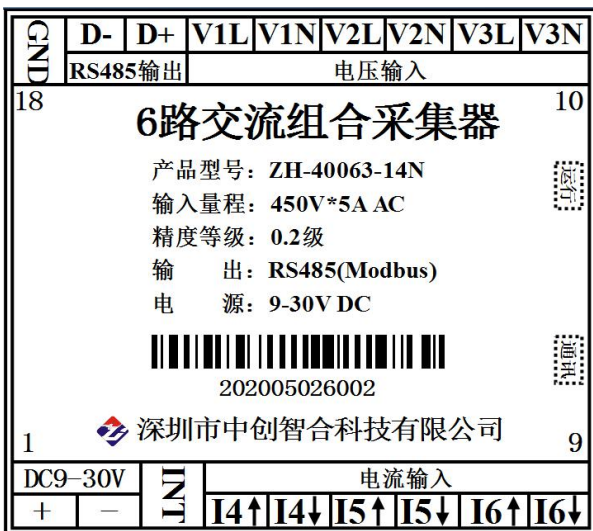 GND D- D+ V1L V1N V2L V2N V3L V3N
RS485输出 电压输入
18 10
6路交流组合采集器
产品型号：ZH-40063-14N
运行
输入量程：450V*5A AC
精度等级：0.2级
输 出：RS485(Modbus)
电 源：9-30V DC
通讯
202005026002
深圳市中创智合科技有限公司
1 9
DC9-30V INT 电流输入
+ - I4↑ I4↓ I5↑ I5↓ I6↑ I6↓